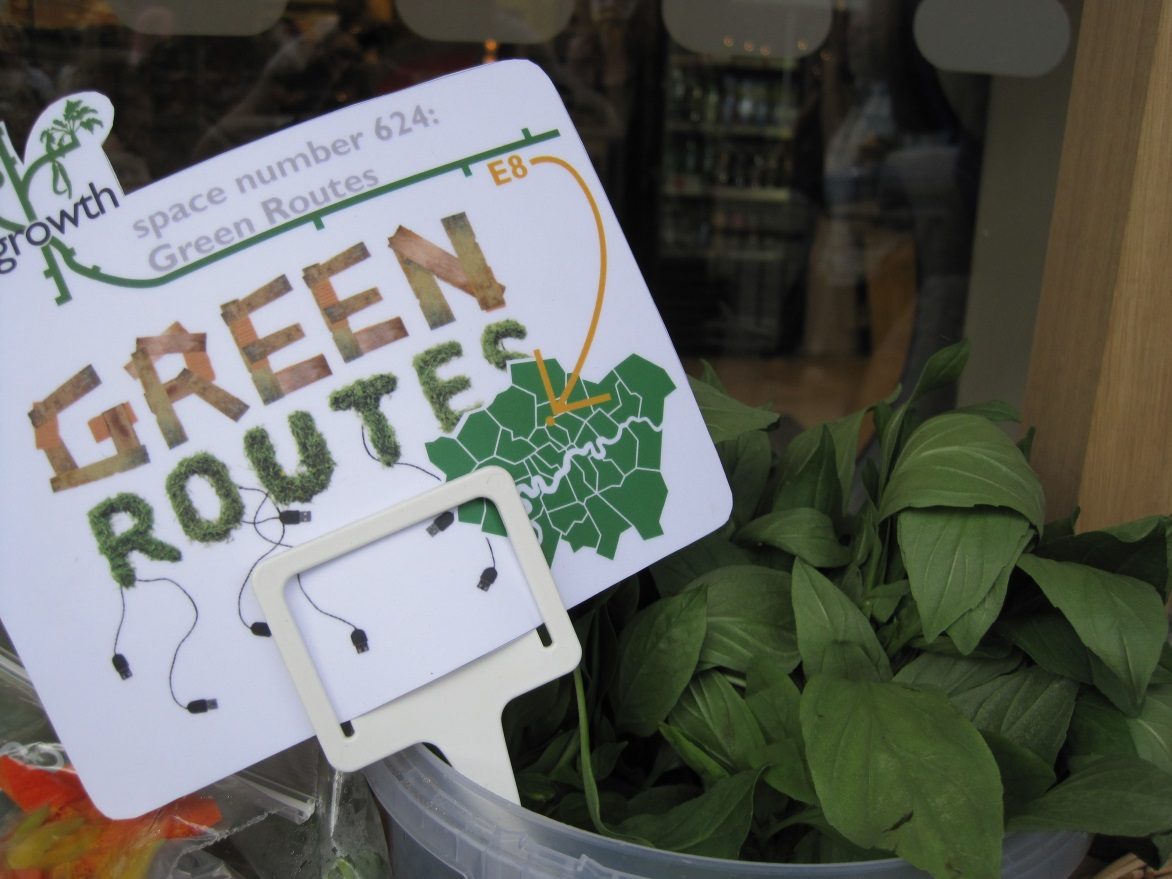 growth
space number 624:
Green Routes
E8
GREEN
ROUTES